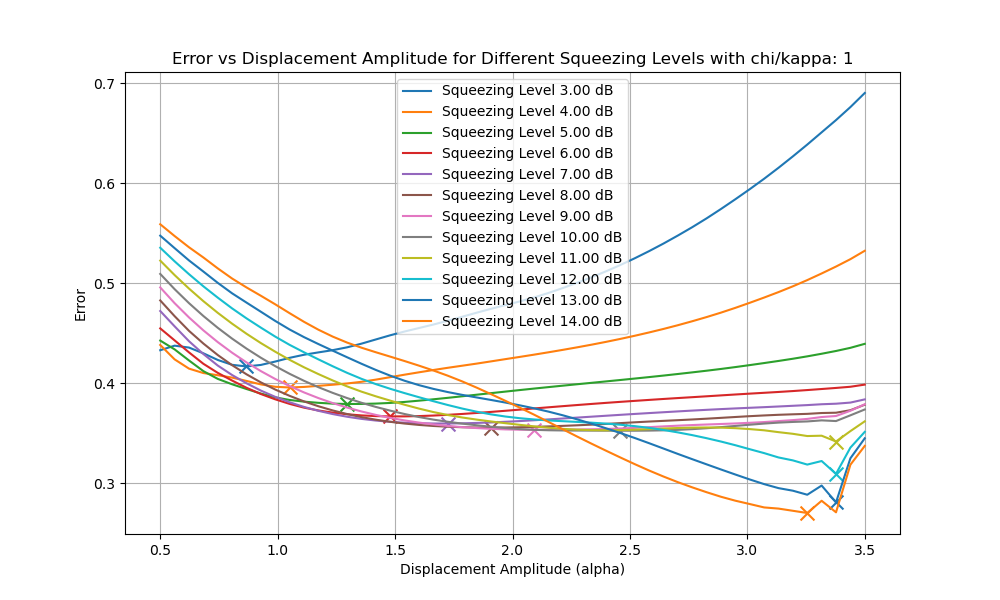 Error vs Displacement Amplitude for Different Squeezing Levels with chi/kappa: 1
0.7
0.6
0.5
0.4
0.3
Error
Squeezing Level 3.00 dB
Squeezing Level 4.00 dB
Squeezing Level 5.00 dB
Squeezing Level 6.00 dB
Squeezing Level 7.00 dB
Squeezing Level 8.00 dB
Squeezing Level 9.00 dB
Squeezing Level 10.00 dB
Squeezing Level 11.00 dB
Squeezing Level 12.00 dB
Squeezing Level 13.00 dB
Squeezing Level 14.00 dB
0.5 1.0 1.5 2.0 2.5 3.0 3.5
Displacement Amplitude (alpha)